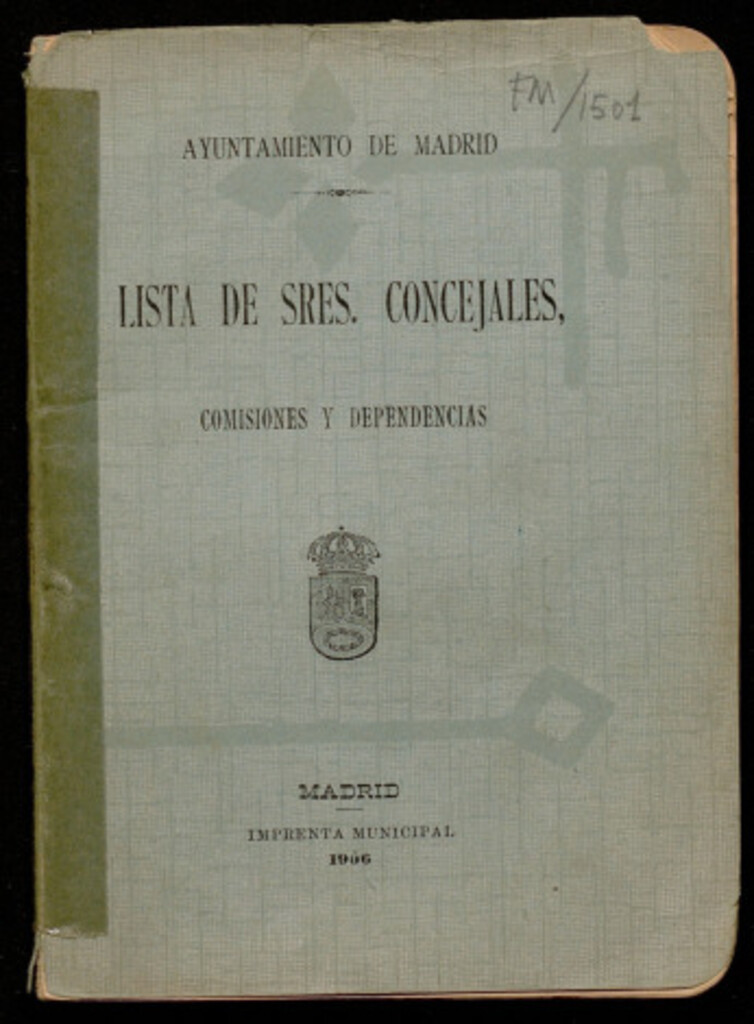 FM/1501
AYUNTAMIENTO DE MADRID
LISTA DE SRES. CONCEJALES,
COMISIONES Y DEPENDENCIAS
MADRID
IMPRENTA MUNICIPAL
1906